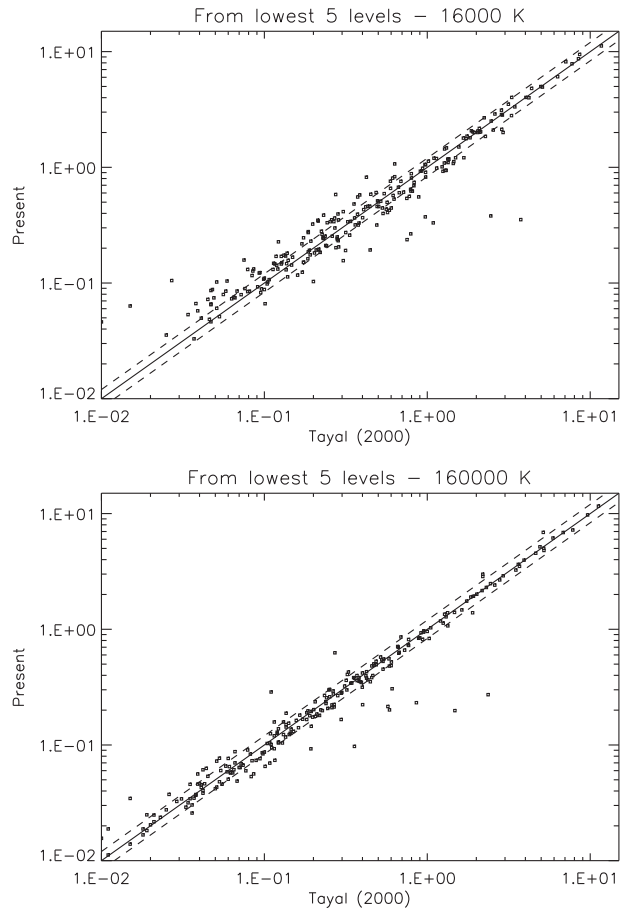 From lowest 5 levels – 16000 K
1.E+01
1.E+00
1.E−01
1.E−02
Present
1.E−02 1.E−01 1.E+00 1.E+01
Tayal (2000)
From lowest 5 levels – 160000 K
1.E+01
1.E+00
1.E−01
1.E−02
Present
1.E−02 1.E−01 1.E+00 1.E+01
Tayal (2000)